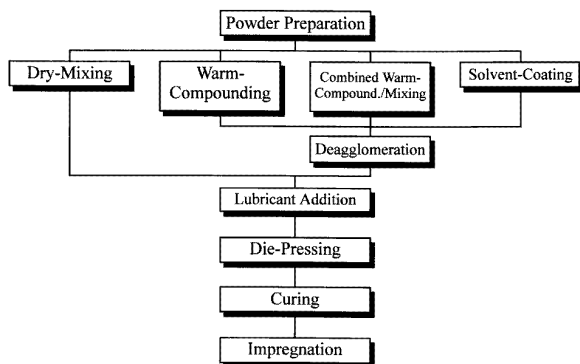 Powder Preparation
Dry-Mixing
Warm-
Compounding
Combined Warm-
Compound./Mixing
Solvent-Coating
Deagglomeration
Lubricant Addition
Die-Pressing
Curing
Impregnation